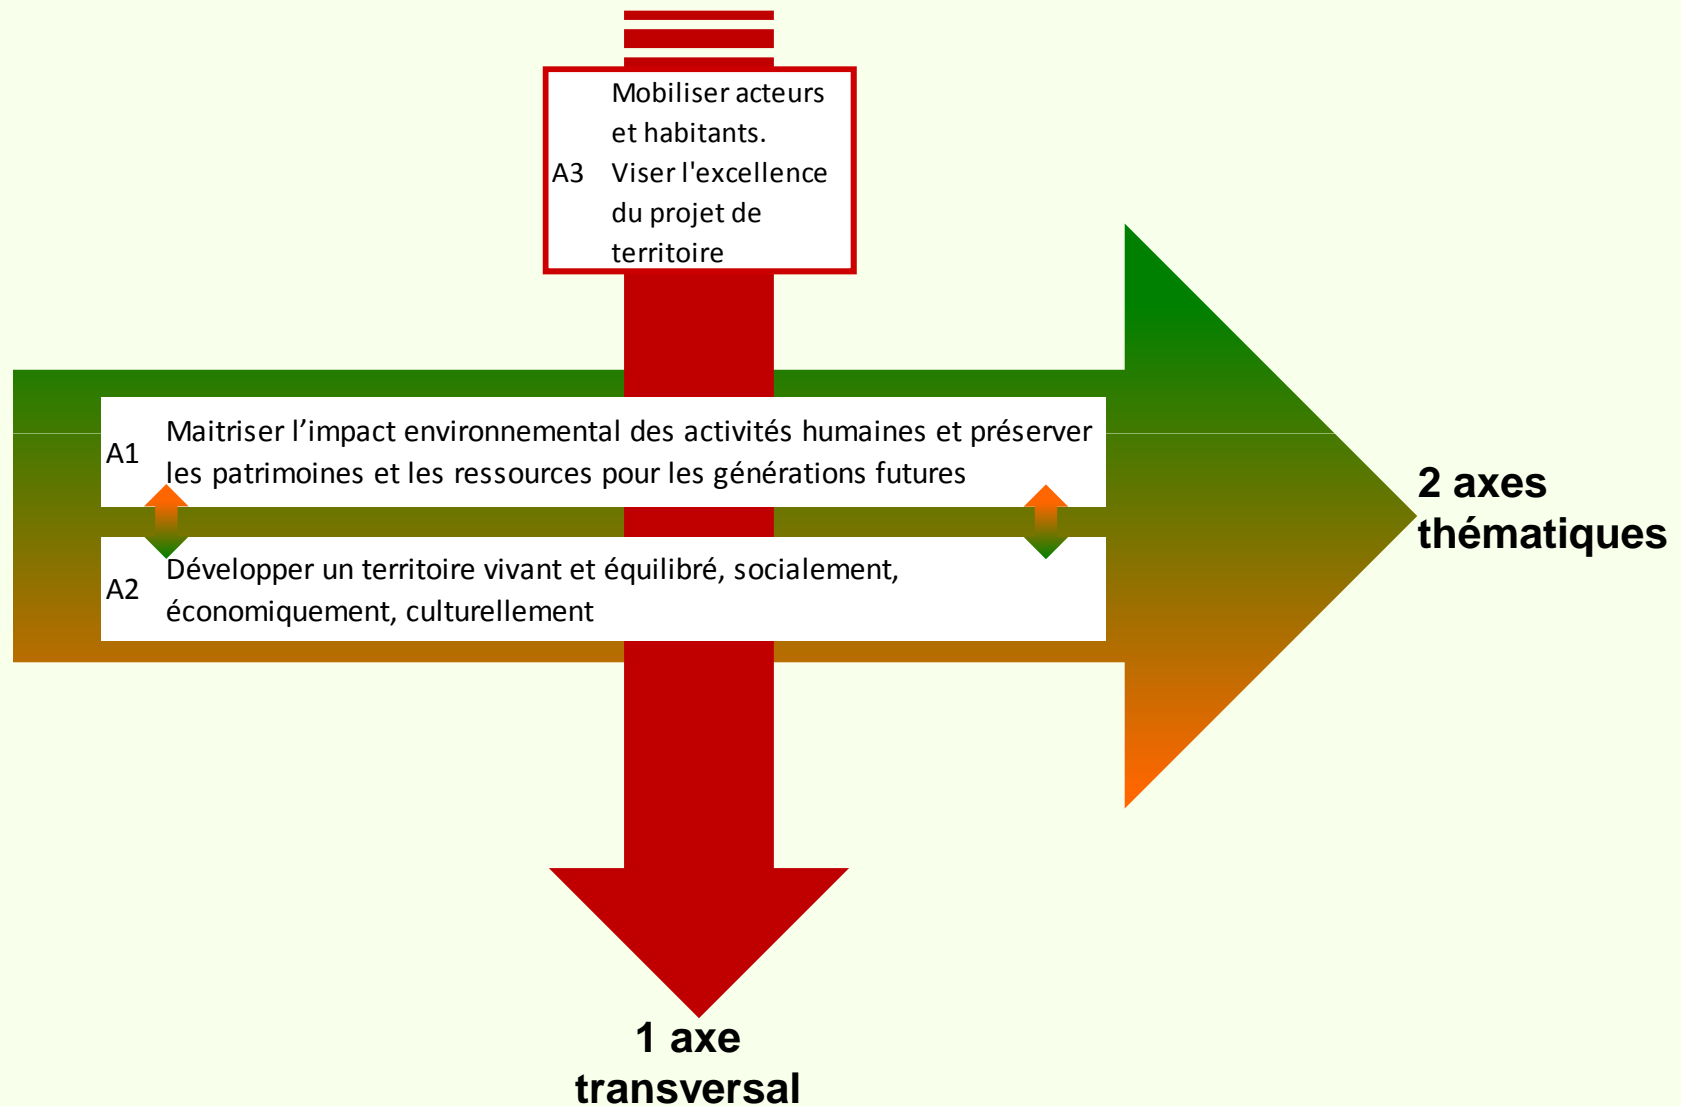 Mobiliser acteurs
et habitants.
A3 Viser l'excellence
du projet de
territoire
A1 Maitriser l’impact environnemental des activités humaines et préserver
les patrimoines et les ressources pour les générations futures
A2 Développer un territoire vivant et équilibré, socialement,
économiquement, culturellement
2 axes
thématiques
1 axe
transversal